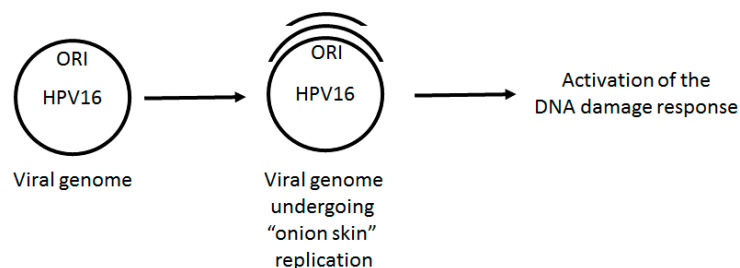 ORI
HPV16
Viral genome
ORI
HPV16
Viral genome
undergoing
“onion skin”
replication
Activation of the
DNA damage response